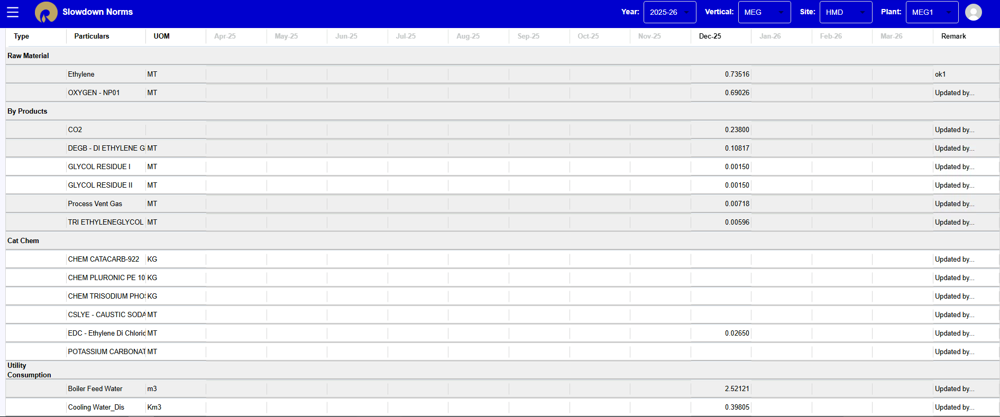 Slowdown Norms Year: 2025-26 Vertical: MEG Site: HMD Plant: MEG1
Type Particulars UOM Apr-25 May-25 Jun-25 Jul-25 Aug-25 Sep-25 Oct-25 Nov-25 Dec-25 Jan-26 Feb-26 Mar-26 Remark
Raw Material
Ethylene MT 0.73516 ok1
OXYGEN - NP01 MT 0.69026 Updated by...
By Products
CO2 0.23800 Updated by...
DEGB - DI ETHYLENE G MT 0.10817 Updated by...
GLYCOL RESIDUE I MT 0.00150 Updated by...
GLYCOL RESIDUE II MT 0.00150 Updated by...
Process Vent Gas MT 0.00718 Updated by...
TRI ETHYLENEGLYCOL MT 0.00596 Updated by...
Cat Chem
CHEM CATACARB-922 KG Updated by...
CHEM PLURONIC PE 10 KG Updated by...
CHEM TRISODIUM PHOS KG Updated by...
CSLYE - CAUSTIC SODA MT Updated by...
EDC - Ethylene Di Chloric MT 0.02650 Updated by...
POTASSIUM CARBONAT MT Updated by...
Utility
Consumption
Boiler Feed Water m3 2.52121 Updated by...
Cooling Water_Dis Km3 0.39805 Updated by...